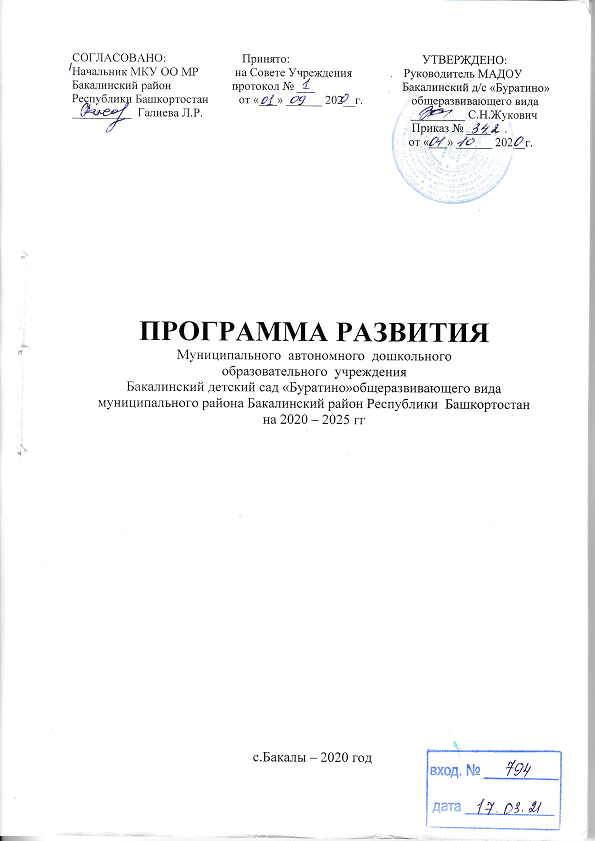 СОГЛАСОВАНО:
Начальник МКУ ОО МР
Бакалинский район
Республики Башкортостан
__________ Галиева Л.Р.
Принято:
на Совете Учреждения
протокол № 1
от «01» 09 2020 г.
УТВЕРЖДЕНО:
Руководитель МАДОУ
Бакалинский д/с «Буратино»
общеразвивающего вида
_________ С.Н.Жукович
Приказ № 342 .
от «01» 10 2020 г.
ПРОГРАММА РАЗВИТИЯ
Муниципального автономного дошкольного
образовательного учреждения
Бакалинский детский сад «Буратино»общеразвивающего вида
муниципального района Бакалинский район Республики Башкортостан
на 2020 – 2025 гг
с.Бакалы – 2020 год
вход. № 794
дата 17.03.21